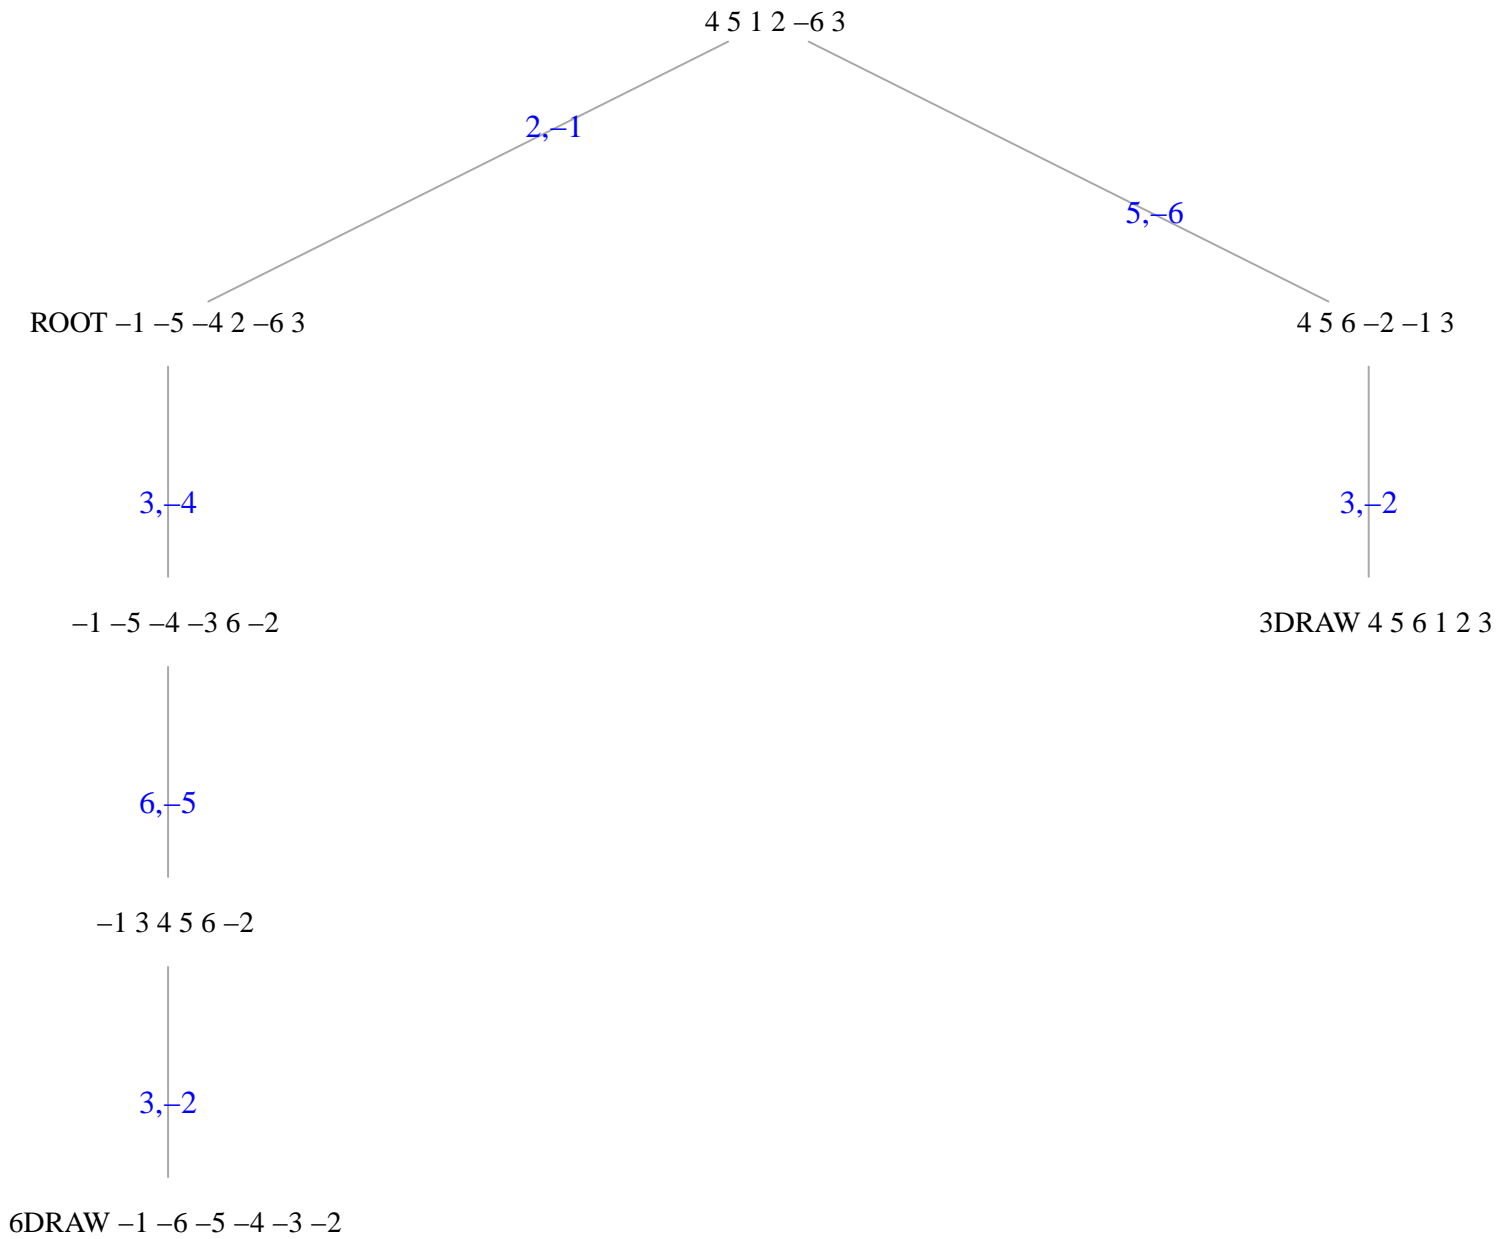 4 5 1 2 –6 3
2,–1
5,–6
ROOT –1 –5 –4 2 –6 3
4 5 6 –2 –1 3
3,–4
3,–2
–1 –5 –4 –3 6 –2
3DRAW 4 5 6 1 2 3
6,–5
–1 3 4 5 6 –2
3,–2
6DRAW –1 –6 –5 –4 –3 –2